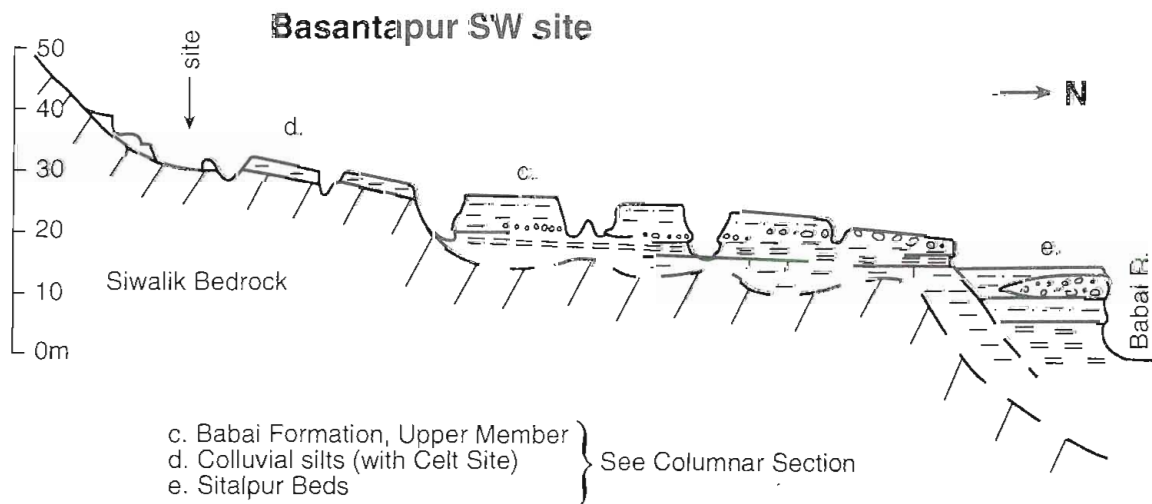 Basantapur SW site
50
40
30
20
10
0m
site
N
d.
c.
e.
Siwalik Bedrock
Babai R.
c. Babai Formation, Upper Member
d. Colluvial silts (with Celt Site)
e. Sitalpur Beds
See Columnar Section